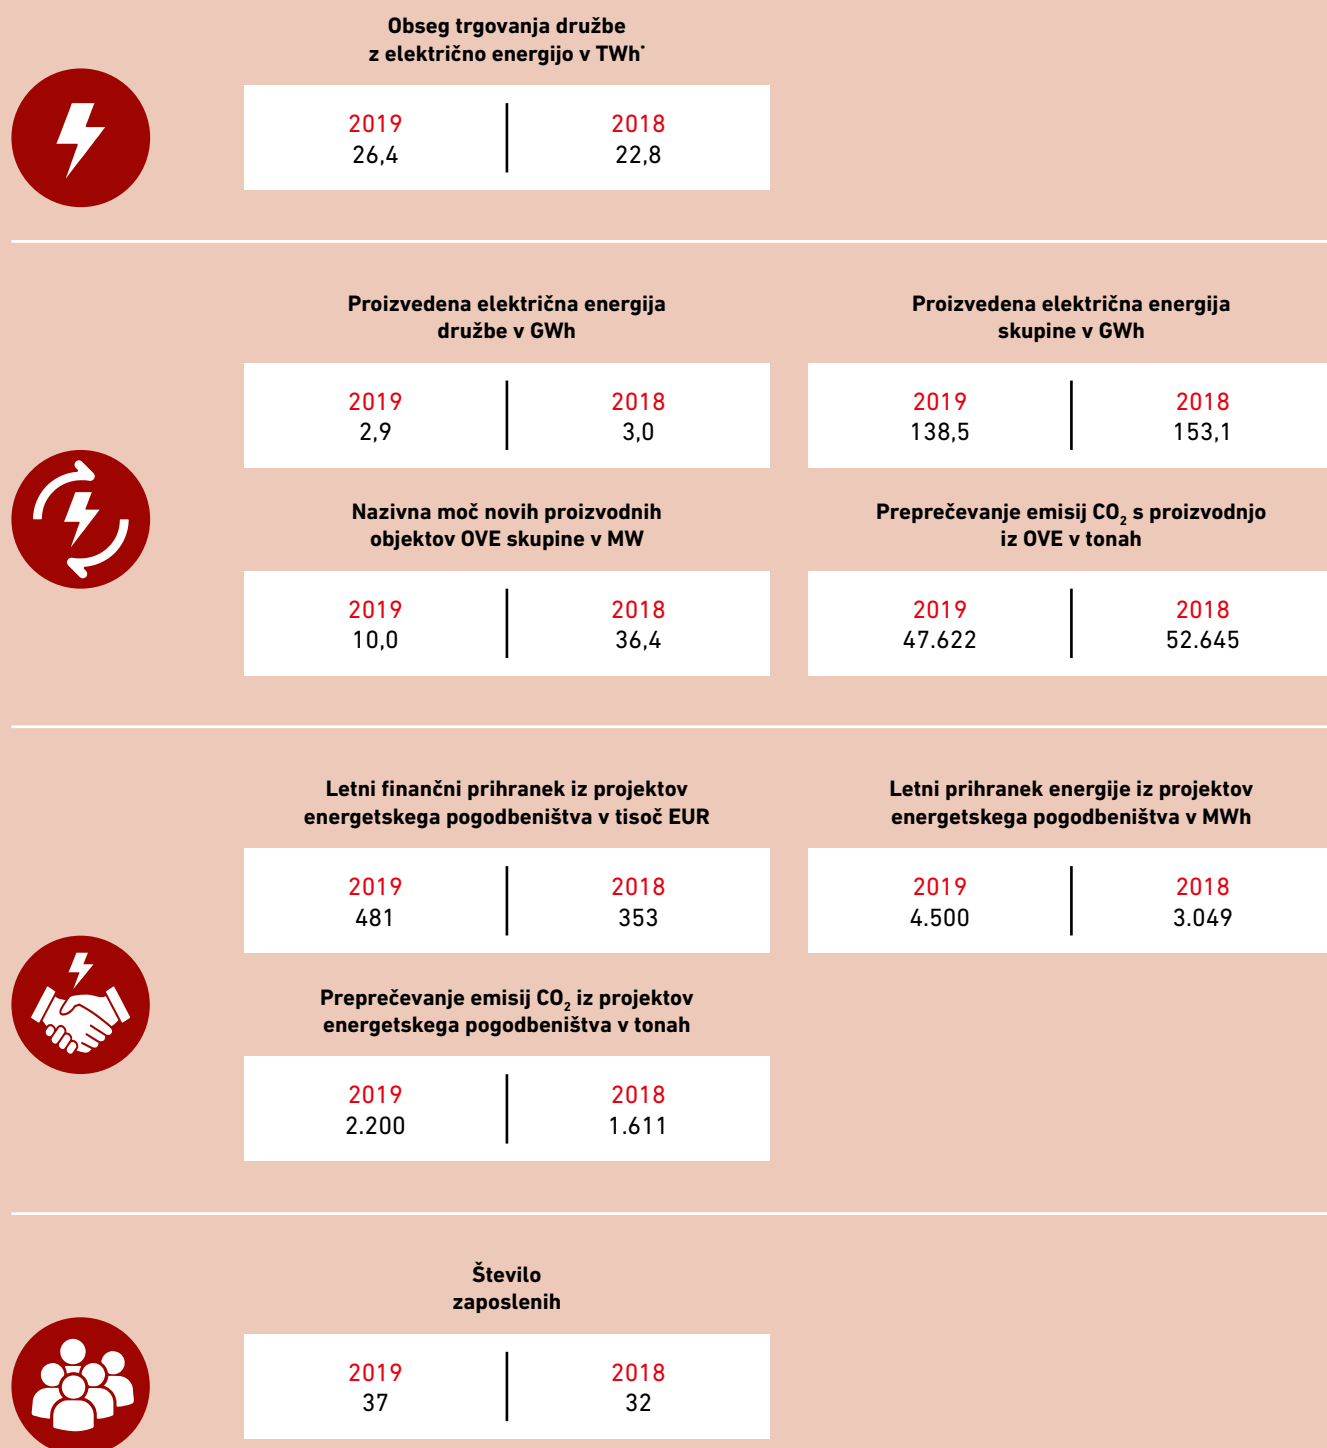 Obseg trgovanja družbe
z električno energijo v TWh*
2019 2018
26,4 22,8
Proizvedena električna energija
družbe v GWh
2019 2018
2,9 3,0
Proizvedena električna energija
skupine v GWh
2019 2018
138,5 153,1
Nazivna moč novih proizvodnih
objektov OVE skupine v MW
2019 2018
10,0 36,4
Preprečevanje emisij CO₂ s proizvodnjo
iz OVE v tonah
2019 2018
47.622 52.645
Letni finančni prihranek iz projektov
energetskega pogodbeništva v tisoč EUR
2019 2018
481 353
Letni prihranek energije iz projektov
energetskega pogodbeništva v MWh
2019 2018
4.500 3.049
Preprečevanje emisij CO₂ iz projektov
energetskega pogodbeništva v tonah
2019 2018
2.200 1.611
Število
zaposlenih
2019 2018
37 32